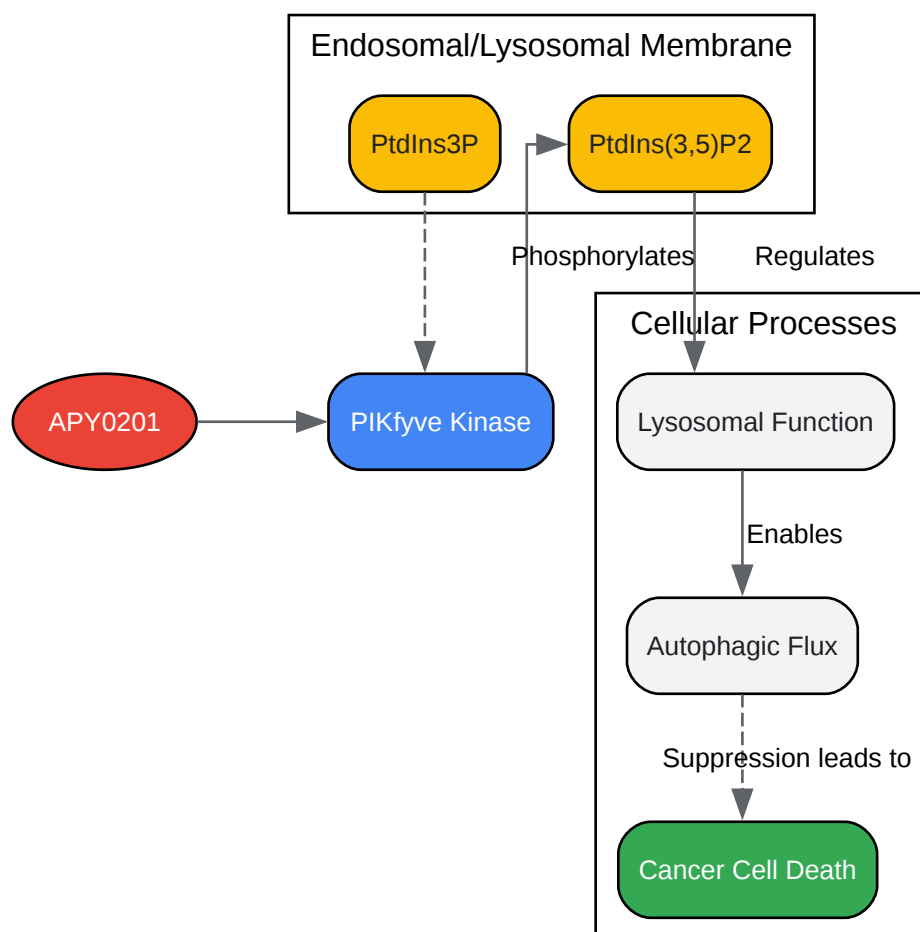 Endosomal/Lysosomal Membrane
PtdIns3P
PtdIns(3,5)P2
Phosphorylates
Regulates
Cellular Processes
APY0201
PIKfyve Kinase
Lysosomal Function
Enables
Autophagic Flux
Suppression leads to
Cancer Cell Death